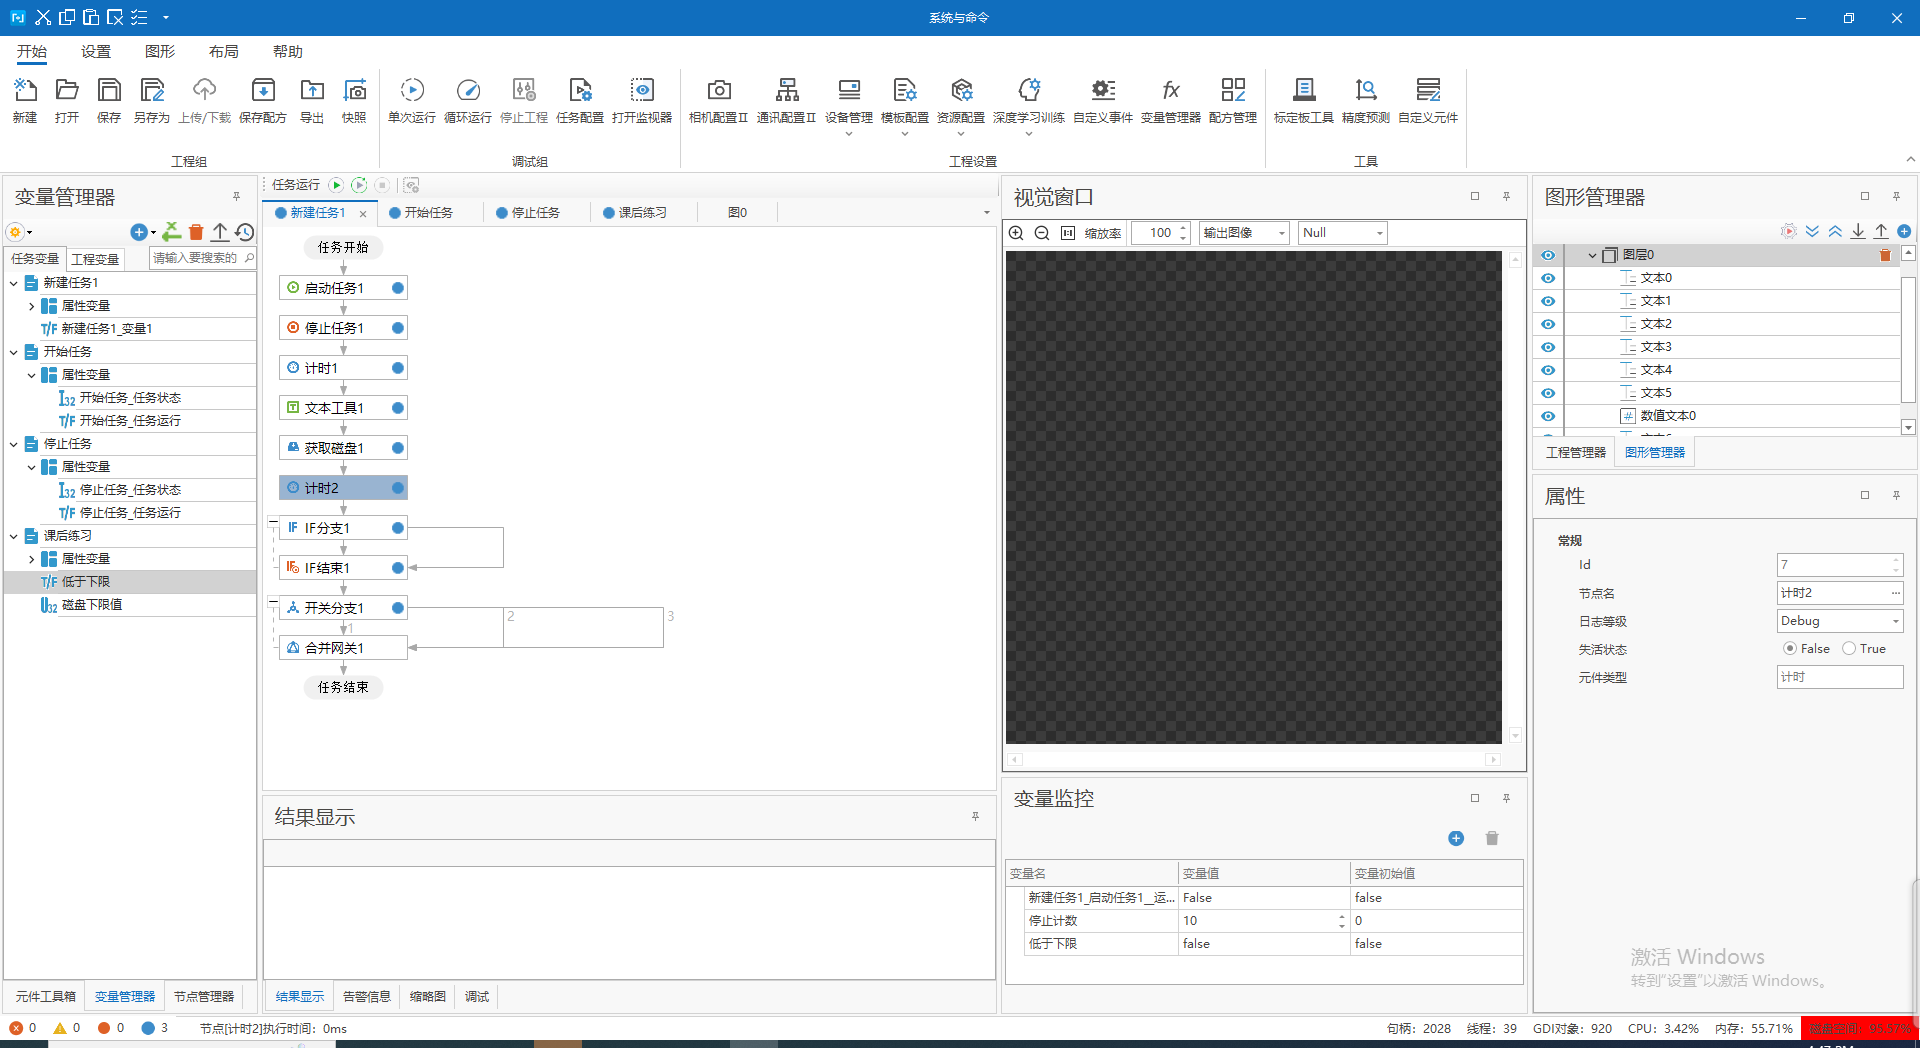 系统与命令
开始 设置 图形 布局 帮助
新建 打开 保存 另存为 上传/下载 保存配方 导出 快照 单次运行 循环运行 停止工程 任务配置 打开监视器 相机配置II 通讯配置II 设备管理 模板配置 资源配置 深度学习训练 自定义事件 变量管理器 配方管理 标定板工具 精度预测 自定义元件
工程组 调试组 工程设置 工具
变量管理器
任务变量 工程变量 请输入要搜索的
新建任务1
属性变量
T/F 新建任务1_变量1
开始任务
属性变量
I32 开始任务_任务状态
T/F 开始任务_任务运行
停止任务
属性变量
I32 停止任务_任务状态
T/F 停止任务_任务运行
课后练习
属性变量
T/F 低于下限
U32 磁盘下限值
元件工具箱 变量管理器 节点管理器
任务运行
新建任务1 开始任务 停止任务 课后练习 图0
任务开始
启动任务1
停止任务1
计时1
文本工具1
获取磁盘1
计时2
IF分支1
IF结束1
开关分支1
2 3
1
合并网关1
任务结束
结果显示
结果显示 告警信息 缩略图 调试
视觉窗口
缩放率 100 输出图像 Null
变量监控
变量名 变量值 变量初始值
新建任务1_启动任务1__运... False false
停止计数 10 0
低于下限 false false
图形管理器
图层0
文本0
文本1
文本2
文本3
文本4
文本5
数值文本0
工程管理器 图形管理器
属性
常规
Id 7
节点名 计时2
日志等级 Debug
失活状态 False True
元件类型 计时
激活 Windows
转到“设置”以激活 Windows。
0 0 0 3 节点[计时2]执行时间：0ms
句柄：2028 线程：39 GDI对象：920 CPU：3.42% 内存：55.71%